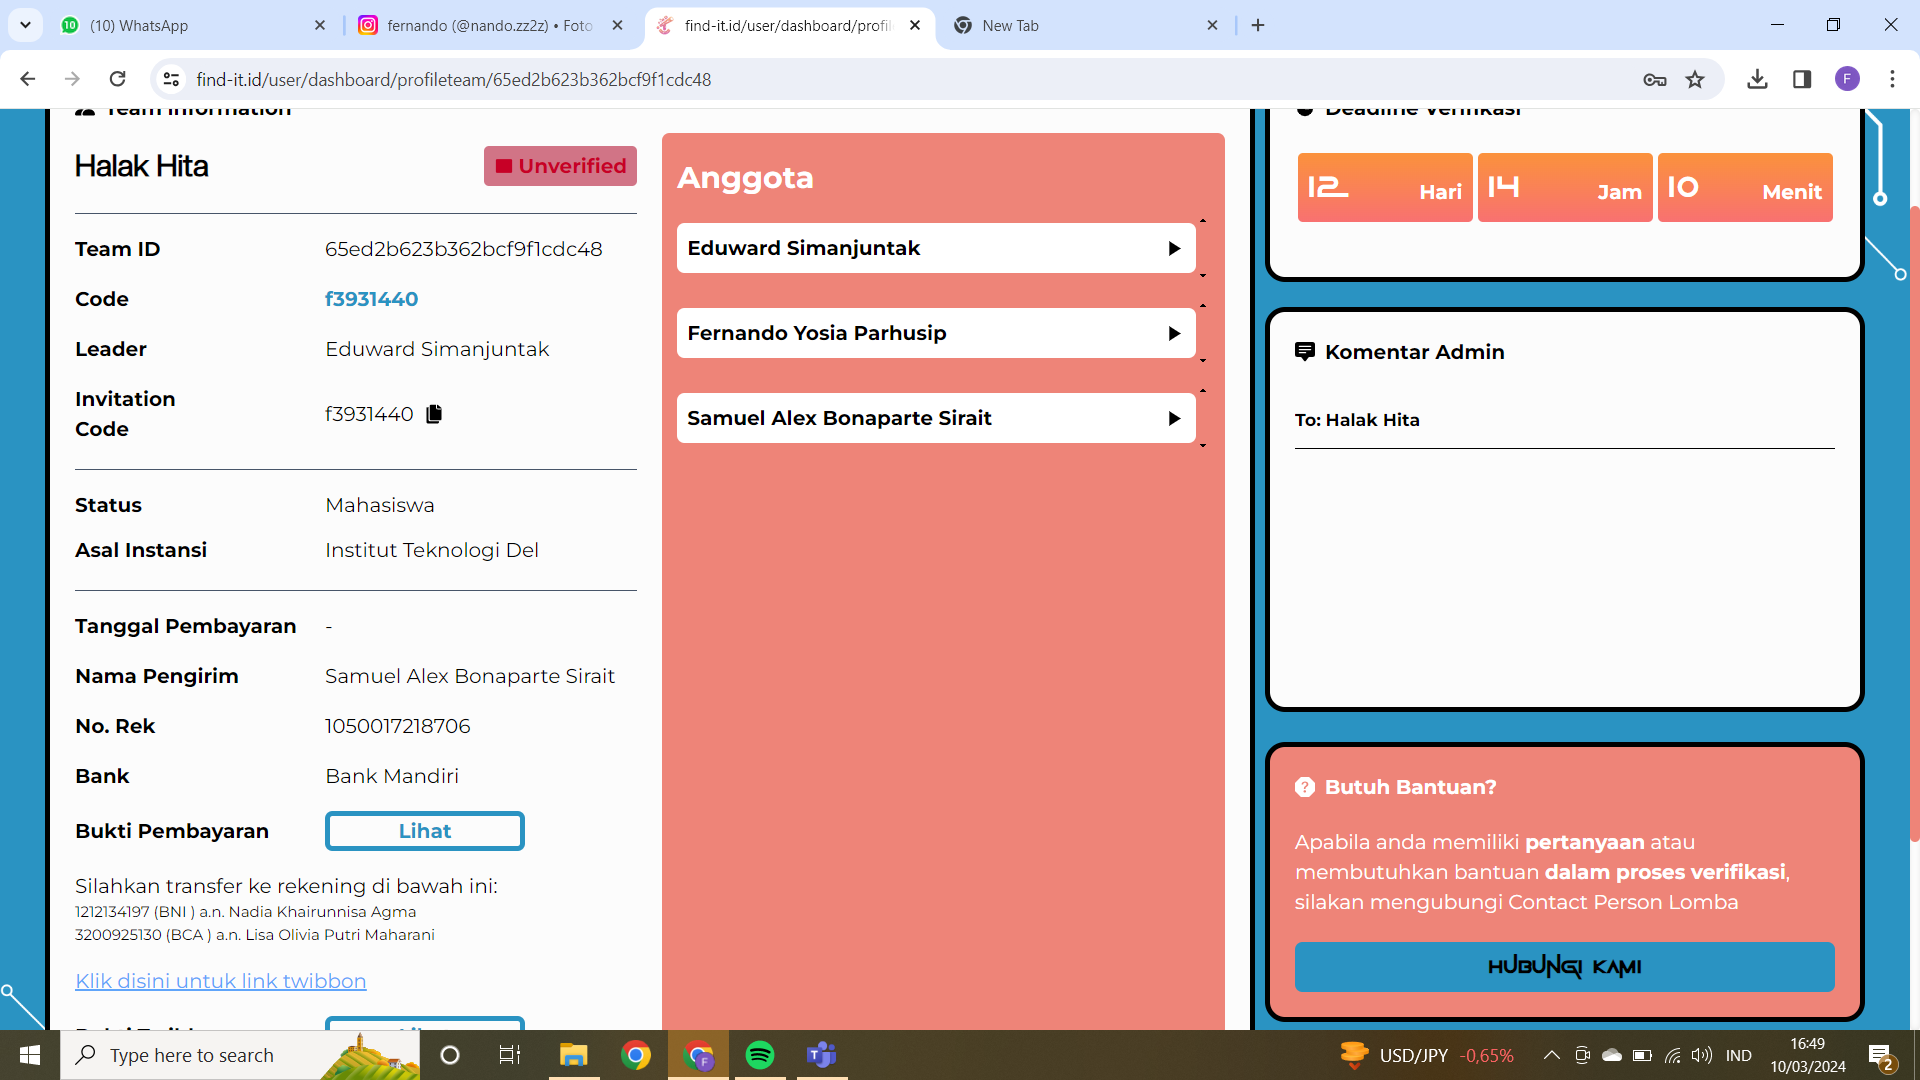 (10) WhatsApp
fernando (@nando.zz2z) • Foto
find-it.id/user/dashboard/profil
New Tab
find-it.id/user/dashboard/profileteam/65ed2b623b362bcf9f1cdc48
F
Team Information
Halak Hita
Unverified
Team ID 65ed2b623b362bcf9f1cdc48
Code f3931440
Leader Eduward Simanjuntak
Invitation
Code
f3931440
Status Mahasiswa
Asal Instansi Institut Teknologi Del
Tanggal Pembayaran -
Nama Pengirim Samuel Alex Bonaparte Sirait
No. Rek 1050017218706
Bank Bank Mandiri
Bukti Pembayaran Lihat
Silahkan transfer ke rekening di bawah ini:
1212134197 (BNI ) a.n. Nadia Khairunnisa Agma
3200925130 (BCA ) a.n. Lisa Olivia Putri Maharani
Klik disini untuk link twibbon
Anggota
Eduward Simanjuntak
Fernando Yosia Parhusip
Samuel Alex Bonaparte Sirait
Deadline Verifikasi
12 Hari 14 Jam 10 Menit
Komentar Admin
To: Halak Hita
Butuh Bantuan?
Apabila anda memiliki pertanyaan atau
membutuhkan bantuan dalam proses verifikasi,
silakan mengubungi Contact Person Lomba
HUBUNGI KAMI
Type here to search
USD/JPY -0,65%
IND
16:49
10/03/2024
2